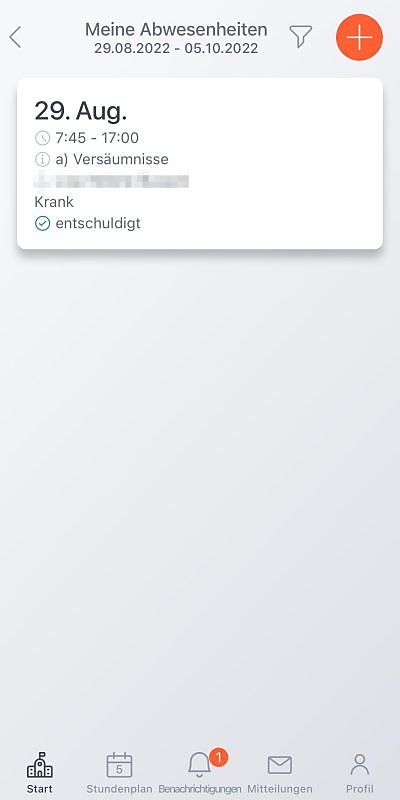 Meine Abwesenheiten
29.08.2022 - 05.10.2022
29. Aug.
7:45 - 17:00
a) Versäumnisse
Krank
entschuldigt
5
1
Start
Stundenplan
Benachrichtigungen
Mitteilungen
Profil